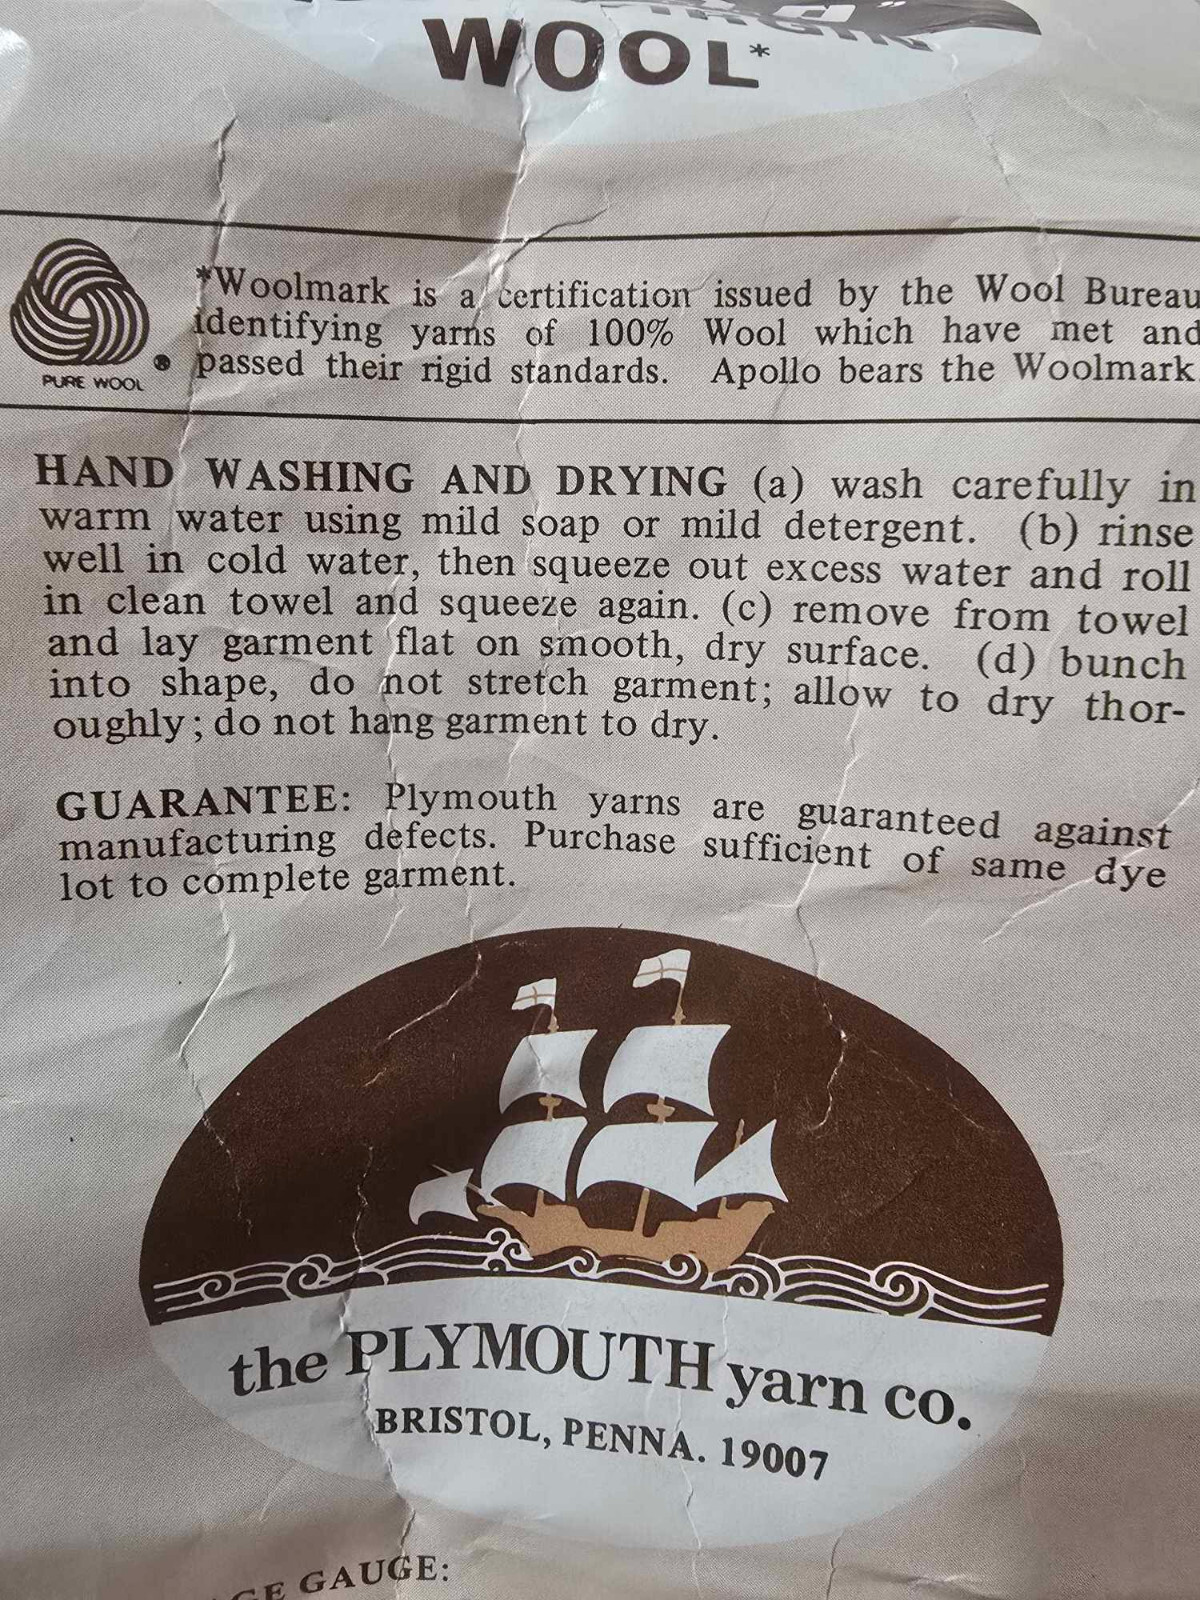 WOOL*
*Woolmark is a certification issued by the Wool Bureau
identifying yarns of 100% Wool which have met and
passed their rigid standards. Apollo bears the Woolmark
PURE WOOL
HAND WASHING AND DRYING (a) wash carefully in
warm water using mild soap or mild detergent. (b) rinse
well in cold water, then squeeze out excess water and roll
in clean towel and squeeze again. (c) remove from towel
and lay garment flat on smooth, dry surface. (d) bunch
into shape, do not stretch garment; allow to dry thor-
oughly; do not hang garment to dry.
GUARANTEE: Plymouth yarns are guaranteed against
manufacturing defects. Purchase sufficient of same dye
lot to complete garment.
the PLYMOUTH yarn co.
BRISTOL, PENNA. 19007
GAUGE: